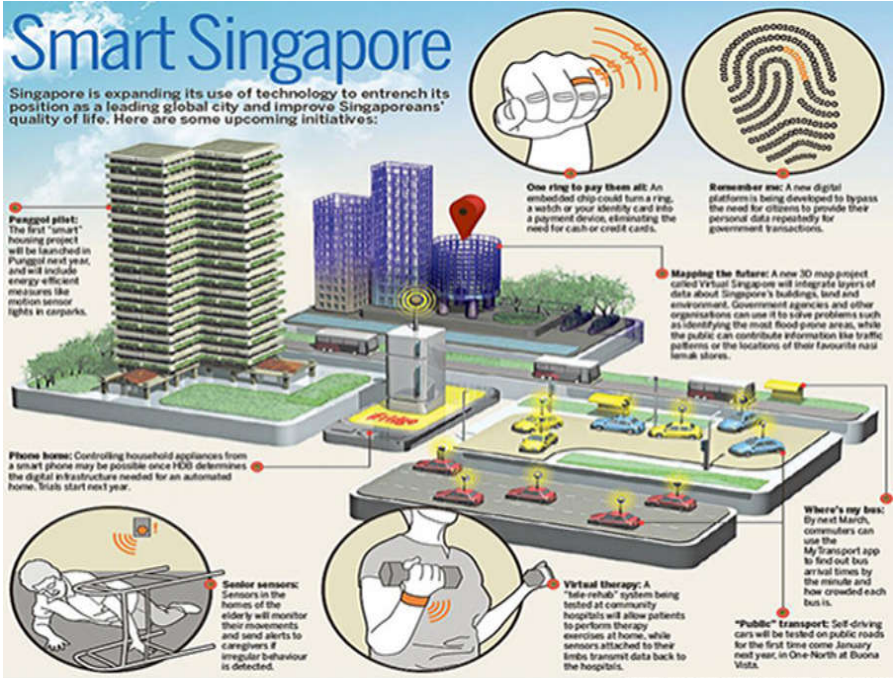 Smart Singapore
Singapore is expanding its use of technology to entrench its
position as a leading global city and improve Singaporeans'
quality of life. Here are some upcoming initiatives:
One ring to pay them all: An
embedded chip could turn a ring,
a watch or your identity card into
a payment device, eliminating the
need for cash or credit cards.
Remember me: A new digital
platform is being developed to bypass
the need for citizens to provide their
personal data repeatedly for
government transactions.
Punggol pilot:
The first "smart"
housing project
will be launched in
Punggol next year,
and will include
energy efficient
measures like
motion sensor
lights in carparks.
Mapping the future: A new 3D map project
called Virtual Singapore will integrate layers of
data about Singapore's buildings, land and
environment. Government agencies and other
organisations can use it to solve problems such
as identifying the most flood-prone areas, while
the public can contribute information like traffic
patterns or the locations of their favourite nasi
lemak stores.
Fridge
Phone home: Controlling household appliances from
a smart phone may be possible once HDB determines
the digital infrastructure needed for an automated
home. Trials start next year.
Where's my bus:
By next March,
commuters can
use the
MyTransport app
to find out bus
arrival times by
the minute and
how crowded each
bus is.
Senior sensors:
Sensors in the
homes of the
elderly will monitor
their movements
and send alerts to
caregivers if
irregular behaviour
is detected.
Virtual therapy: A
"tele-rehab" system being
tested at community
hospitals will allow patients
to perform therapy
exercises at home, while
sensors attached to their
limbs transmit data back to
the hospitals.
"Public" transport: Self-driving
cars will be tested on public roads
for the first time come January
next year, in One-North at Buona
Vista.